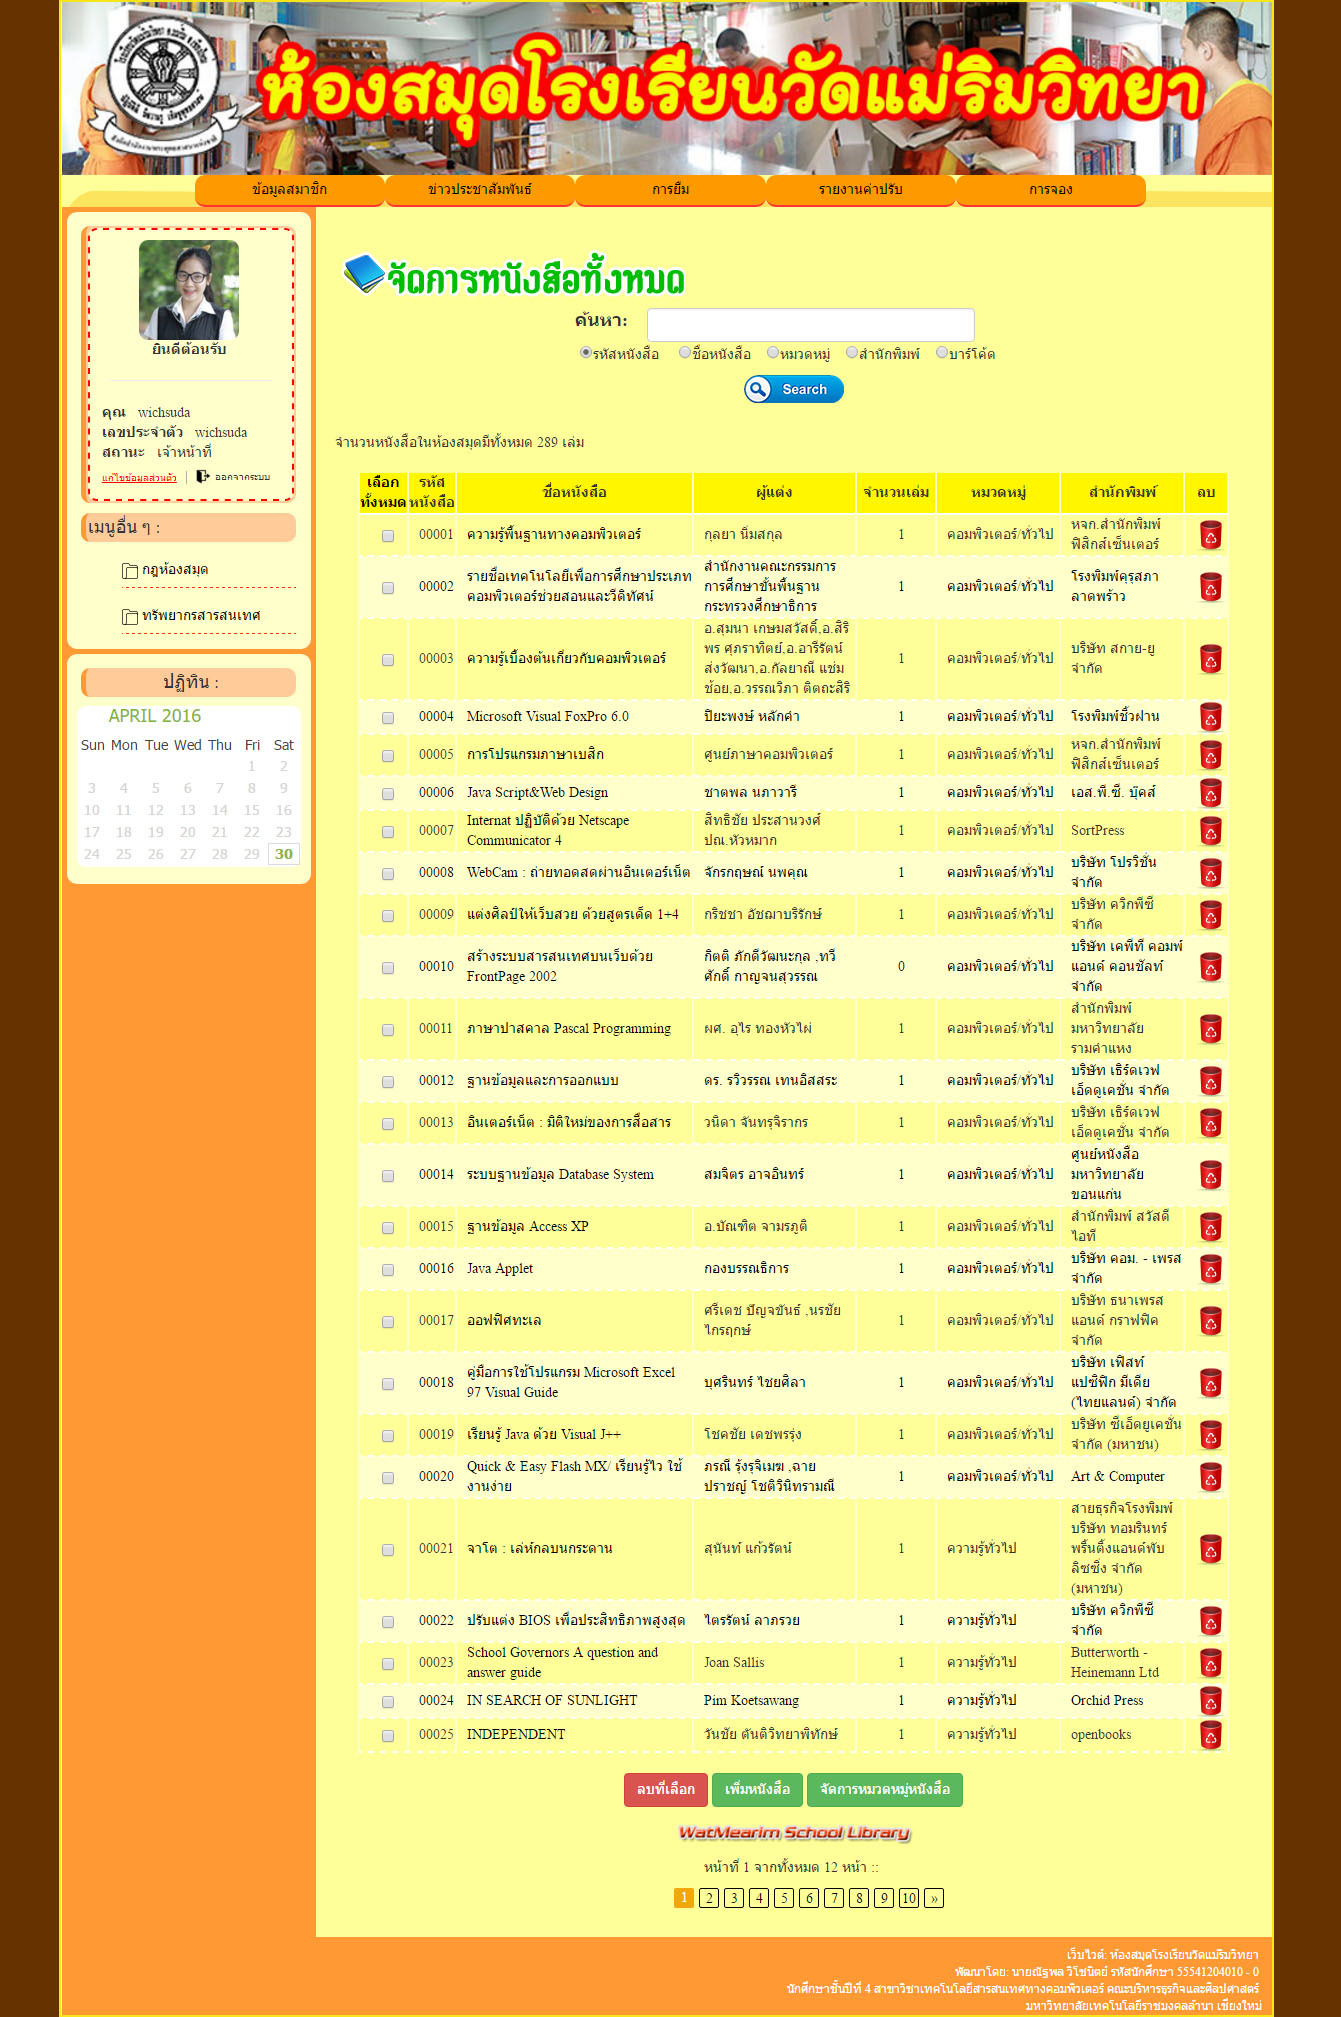 ห้องสมุดโรงเรียนวัดแม่ริมวิทยา
ข้อมูลสมาชิก ข่าวประชาสัมพันธ์ การยืม รายงานค่าปรับ การจอง
ยินดีต้อนรับ
คุณ wichsuda
เลขประจำตัว wichsuda
สถานะ เจ้าหน้าที่
แก้ไขข้อมูลส่วนตัว | ออกจากระบบ
เมนูอื่น ๆ :
กฎห้องสมุด
ทรัพยากรสารสนเทศ
ปฏิทิน :
APRIL 2016
Sun Mon Tue Wed Thu Fri Sat
1 2
3 4 5 6 7 8 9
10 11 12 13 14 15 16
17 18 19 20 21 22 23
24 25 26 27 28 29 30
จัดการหนังสือทั้งหมด
ค้นหา:
รหัสหนังสือ ชื่อหนังสือ หมวดหมู่ สำนักพิมพ์ บาร์โค้ด
Search
จำนวนหนังสือในห้องสมุดมีทั้งหมด 289 เล่ม
เลือก รหัส
ทั้งหมด หนังสือ ชื่อหนังสือ ผู้แต่ง จำนวนเล่ม หมวดหมู่ สำนักพิมพ์ ลบ
00001 ความรู้พื้นฐานทางคอมพิวเตอร์ กุลยา นิ่มสกุล 1 คอมพิวเตอร์/ทั่วไป หจก.สำนักพิมพ์
ฟิสิกส์เซ็นเตอร์
00002 รายชื่อเทคโนโลยีเพื่อการศึกษาประเภท
คอมพิวเตอร์ช่วยสอนและวีดิทัศน์ สำนักงานคณะกรรมการ
การศึกษาขั้นพื้นฐาน
กระทรวงศึกษาธิการ 1 คอมพิวเตอร์/ทั่วไป โรงพิมพ์คุรุสภา
ลาดพร้าว
00003 ความรู้เบื้องต้นเกี่ยวกับคอมพิวเตอร์ อ.สุมนา เกษมสวัสดิ์,อ.สิริ
พร ศุภราทิตย์,อ.อารีรัตน์
ส่งวัฒนา,อ.กัลยาณี แช่ม
ช้อย,อ.วรรณวิภา ติตถะสิริ 1 คอมพิวเตอร์/ทั่วไป บริษัท สกาย-ยู
จำกัด
00004 Microsoft Visual FoxPro 6.0 ปิยะพงษ์ หลักคำ 1 คอมพิวเตอร์/ทั่วไป โรงพิมพ์ชิ้วฝาน
00005 การโปรแกรมภาษาเบสิก ศูนย์ภาษาคอมพิวเตอร์ 1 คอมพิวเตอร์/ทั่วไป หจก.สำนักพิมพ์
ฟิสิกส์เซ็นเตอร์
00006 Java Script&Web Design ชาตพล นภาวารี 1 คอมพิวเตอร์/ทั่วไป เอส.พี.ซี. บุ๊คส์
00007 Internat ปฏิบัติด้วย Netscape
Communicator 4 สิทธิชัย ประสานวงศ์
ปณ.หัวหมาก 1 คอมพิวเตอร์/ทั่วไป SortPress
00008 WebCam : ถ่ายทอดสดผ่านอินเตอร์เน็ต จักรกฤษณ์ นพคุณ 1 คอมพิวเตอร์/ทั่วไป บริษัท โปรวิชั่น
จำกัด
00009 แต่งศิลป์ให้เว็บสวย ด้วยสูตรเด็ด 1+4 กริชชา อัชฌาบริรักษ์ 1 คอมพิวเตอร์/ทั่วไป บริษัท ควิกพีซี
จำกัด
00010 สร้างระบบสารสนเทศบนเว็บด้วย
FrontPage 2002 กิตติ ภักดีวัฒนะกุล ,ทวี
ศักดิ์ กาญจนสุวรรณ 0 คอมพิวเตอร์/ทั่วไป บริษัท เคพีที คอมพ์
แอนด์ คอนซัลท์
จำกัด
00011 ภาษาปาสคาล Pascal Programming ผศ. อุไร ทองหัวไผ่ 1 คอมพิวเตอร์/ทั่วไป สำนักพิมพ์
มหาวิทยาลัย
รามคำแหง
00012 ฐานข้อมูลและการออกแบบ ดร. รวิวรรณ เทนอิสสระ 1 คอมพิวเตอร์/ทั่วไป บริษัท เธิร์ดเวฟ
เอ็ดดูเคชั่น จำกัด
00013 อินเตอร์เน็ต : มิติใหม่ของการสื่อสาร วนิดา จันทรุจิรากร 1 คอมพิวเตอร์/ทั่วไป บริษัท เธิร์ดเวฟ
เอ็ดดูเคชั่น จำกัด
00014 ระบบฐานข้อมูล Database System สมจิตร อาจอินทร์ 1 คอมพิวเตอร์/ทั่วไป ศูนย์หนังสือ
มหาวิทยาลัย
ขอนแก่น
00015 ฐานข้อมูล Access XP อ.บัณฑิต จามรภูติ 1 คอมพิวเตอร์/ทั่วไป สำนักพิมพ์ สวัสดี
ไอที
00016 Java Applet กองบรรณธิการ 1 คอมพิวเตอร์/ทั่วไป บริษัท คอม. - เพรส
จำกัด
00017 ออฟฟิศทะเล ศรีเดช ปัญจขันธ์ ,นรชัย
ไกรฤกษ์ 1 คอมพิวเตอร์/ทั่วไป บริษัท ธนาเพรส
แอนด์ กราฟฟิค
จำกัด
00018 คู่มือการใช้โปรแกรม Microsoft Excel
97 Visual Guide บุศรินทร์ ไชยศิลา 1 คอมพิวเตอร์/ทั่วไป บริษัท เฟิสท์
แปซิฟิก มีเดีย
(ไทยแลนด์) จำกัด
00019 เรียนรู้ Java ด้วย Visual J++ โชคชัย เดชพรรุ่ง 1 คอมพิวเตอร์/ทั่วไป บริษัท ซีเอ็ดยูเคชั่น
จำกัด (มหาชน)
00020 Quick & Easy Flash MX/ เรียนรู้ไว ใช้
งานง่าย ภรณี รุ้งรุจิเมฆ ,ฉาย
ปราชญ์ โชติวินิทรามณี 1 คอมพิวเตอร์/ทั่วไป Art & Computer
00021 จาโต : เล่ห์กลบนกระดาน สุนันท์ แก้วรัตน์ 1 ความรู้ทั่วไป สายธุรกิจโรงพิมพ์
บริษัท ทอมรินทร์
พริ้นติ้งแอนด์พับ
ลิซซิ่ง จำกัด
(มหาชน)
00022 ปรับแต่ง BIOS เพื่อประสิทธิภาพสูงสุด ไตรรัตน์ ลาภรวย 1 ความรู้ทั่วไป บริษัท ควิกพีซี
จำกัด
00023 School Governors A question and
answer guide Joan Sallis 1 ความรู้ทั่วไป Butterworth -
Heinemann Ltd
00024 IN SEARCH OF SUNLIGHT Pim Koetsawang 1 ความรู้ทั่วไป Orchid Press
00025 INDEPENDENT วันชัย ตันติวิทยาพิทักษ์ 1 ความรู้ทั่วไป openbooks
ลบที่เลือก เพิ่มหนังสือ จัดการหมวดหมู่หนังสือ
WatMearim School Library
หน้าที่ 1 จากทั้งหมด 12 หน้า ::
1 2 3 4 5 6 7 8 9 10 »
เว็บไวต์: ห้องสมุดโรงเรียนวัดแม่ริมวิทยา
พัฒนาโดย: นายณัฐพล วิโชนิตย์ รหัสนักศึกษา 55541204010 - 0
นักศึกษาชั้นปีที่ 4 สาขาวิชาเทคโนโลยีสารสนเทศทางคอมพิวเตอร์ คณะบริหารธุรกิจและศิลปศาสตร์
มหาวิทยาลัยเทคโนโลยีราชมงคลล้านนา เชียงใหม่